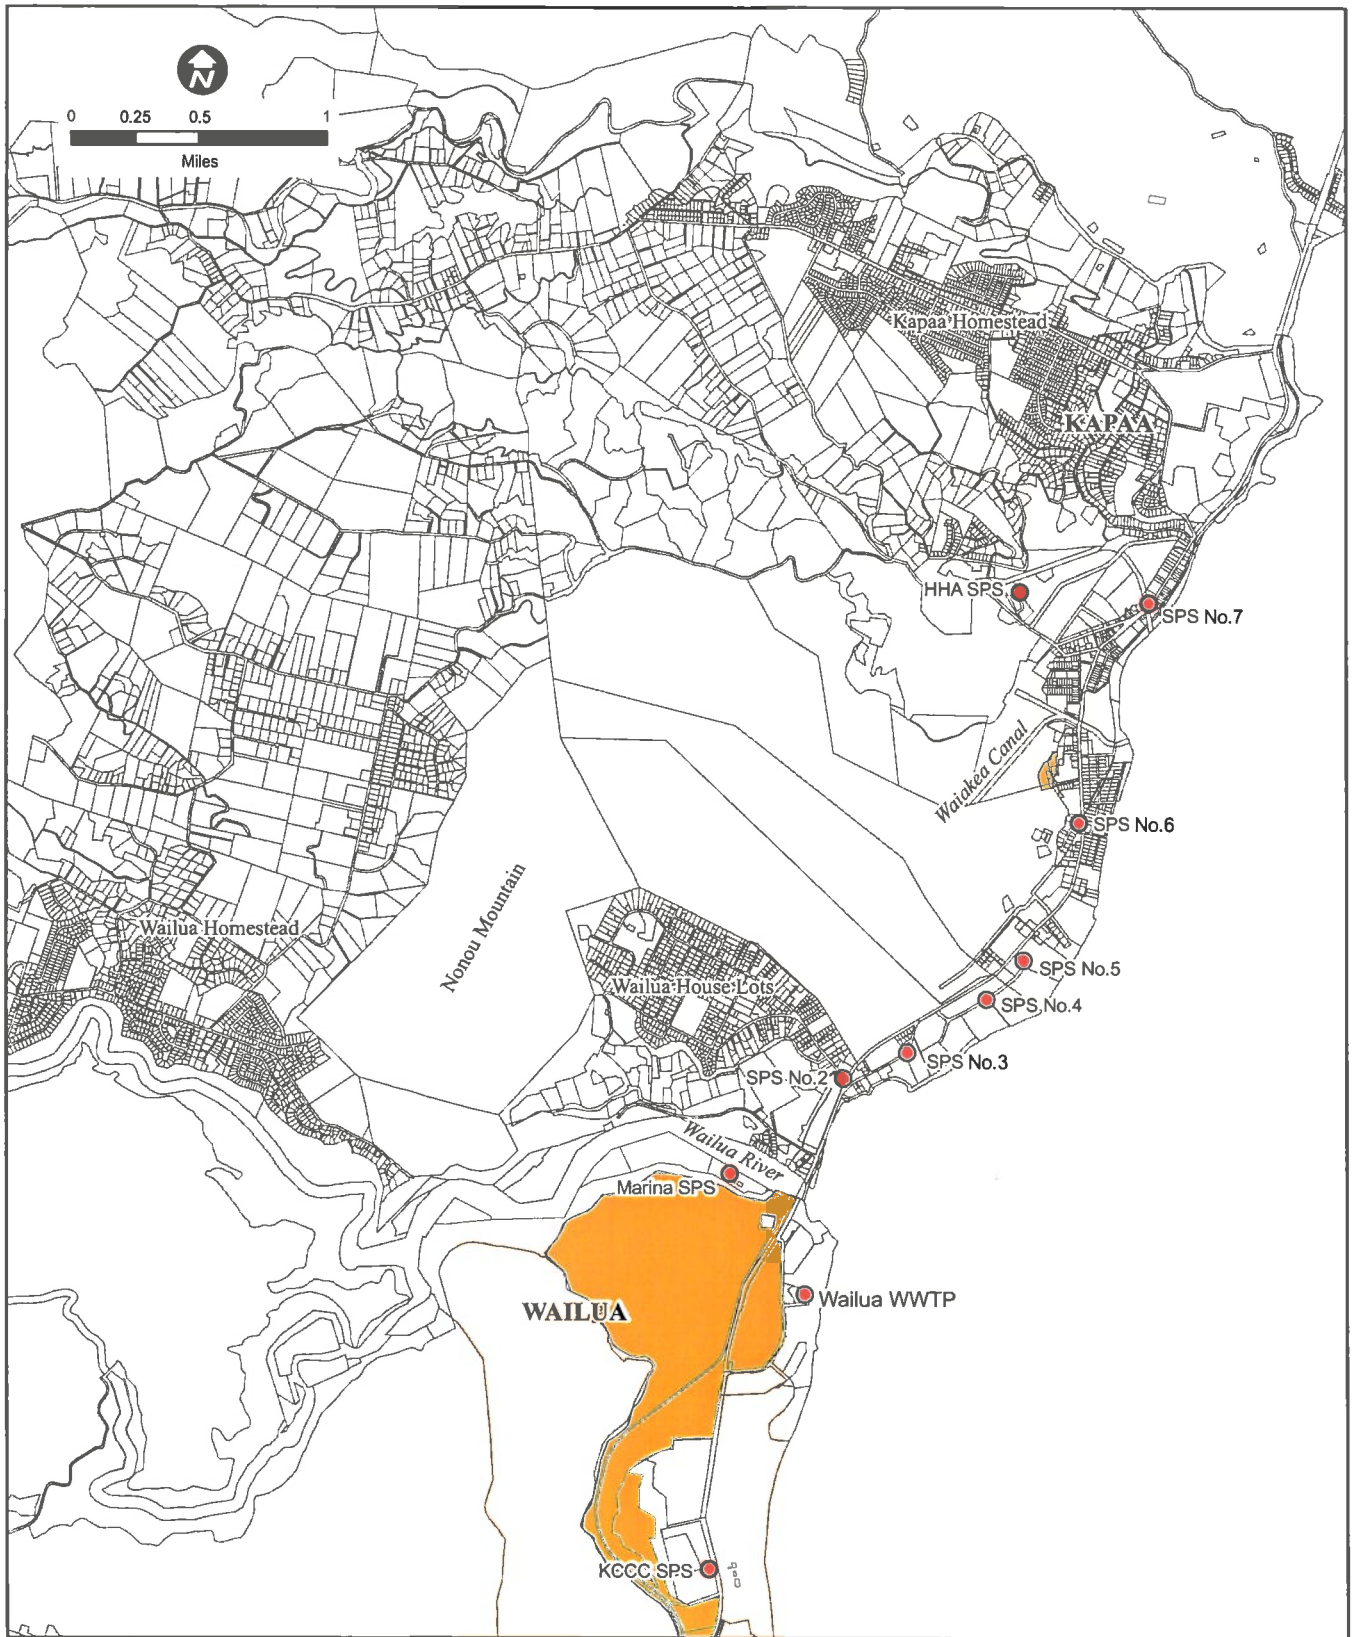 N
0 0.25 0.5 1
Miles
Kapaa Homestead
KAPAA
HHA SPS
SPS No.7
Waiakea Canal
SPS No.6
Nonou Mountain
Wailua Homestead
SPS No.5
Wailua House Lots
SPS No.4
SPS No.3
SPS No.2
Wailua River
Marina SPS
Wailua WWTP
WAILUA
KCCC SPS